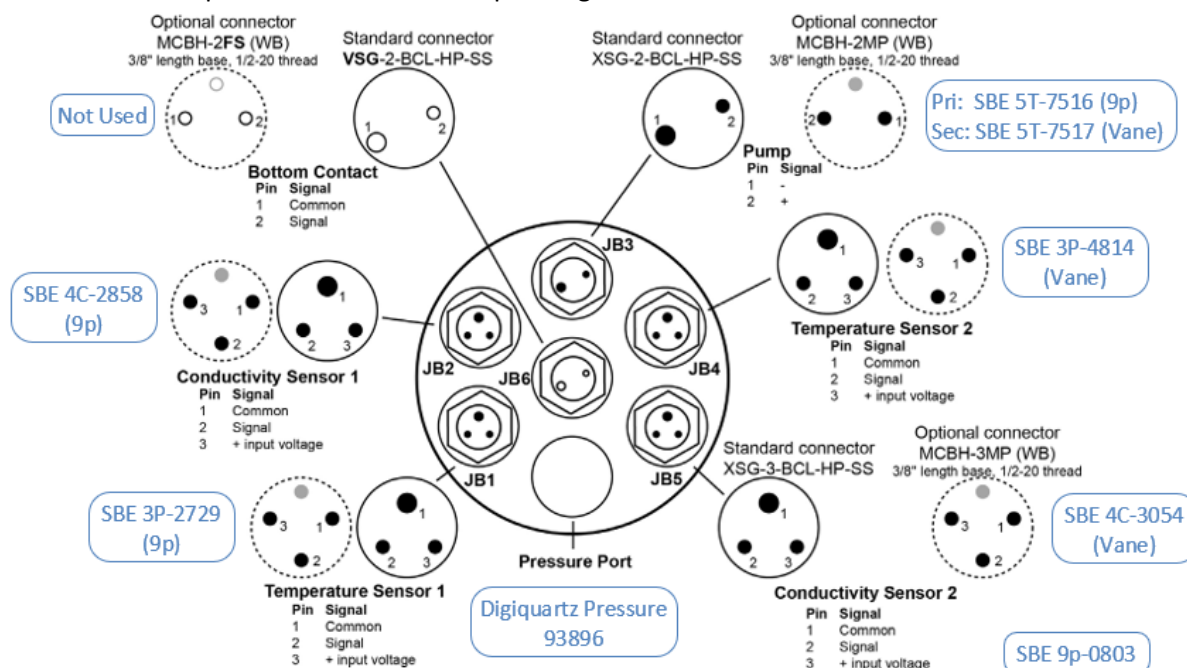 Optional connector
MCBH-2FS (WB)
3/8" length base, 1/2-20 thread
1
2
Not Used
Standard connector
VSG-2-BCL-HP-SS
1
2
Bottom Contact
Pin Signal
1 Common
2 Signal
Standard connector
XSG-2-BCL-HP-SS
1
2
Optional connector
MCBH-2MP (WB)
3/8" length base, 1/2-20 thread
2
1
Pri: SBE 5T-7516 (9p)
Sec: SBE 5T-7517 (Vane)
Pump
Pin Signal
1 -
2 +
JB3
JB2
JB6
JB4
JB1
JB5
SBE 4C-2858
(9p)
3
1
2
1
2
3
Conductivity Sensor 1
Pin Signal
1 Common
2 Signal
3 + input voltage
1
2
3
3
1
2
SBE 3P-4814
(Vane)
Temperature Sensor 2
Pin Signal
1 Common
2 Signal
3 + input voltage
SBE 3P-2729
(9p)
3
1
2
1
2
3
Temperature Sensor 1
Pin Signal
1 Common
2 Signal
3 + input voltage
Pressure Port
Digiquartz Pressure
93896
Standard connector
XSG-3-BCL-HP-SS
1
2
3
Optional connector
MCBH-3MP (WB)
3/8" length base, 1/2-20 thread
3
1
2
SBE 4C-3054
(Vane)
Conductivity Sensor 2
Pin Signal
1 Common
2 Signal
3 + input voltage
SBE 9p-0803